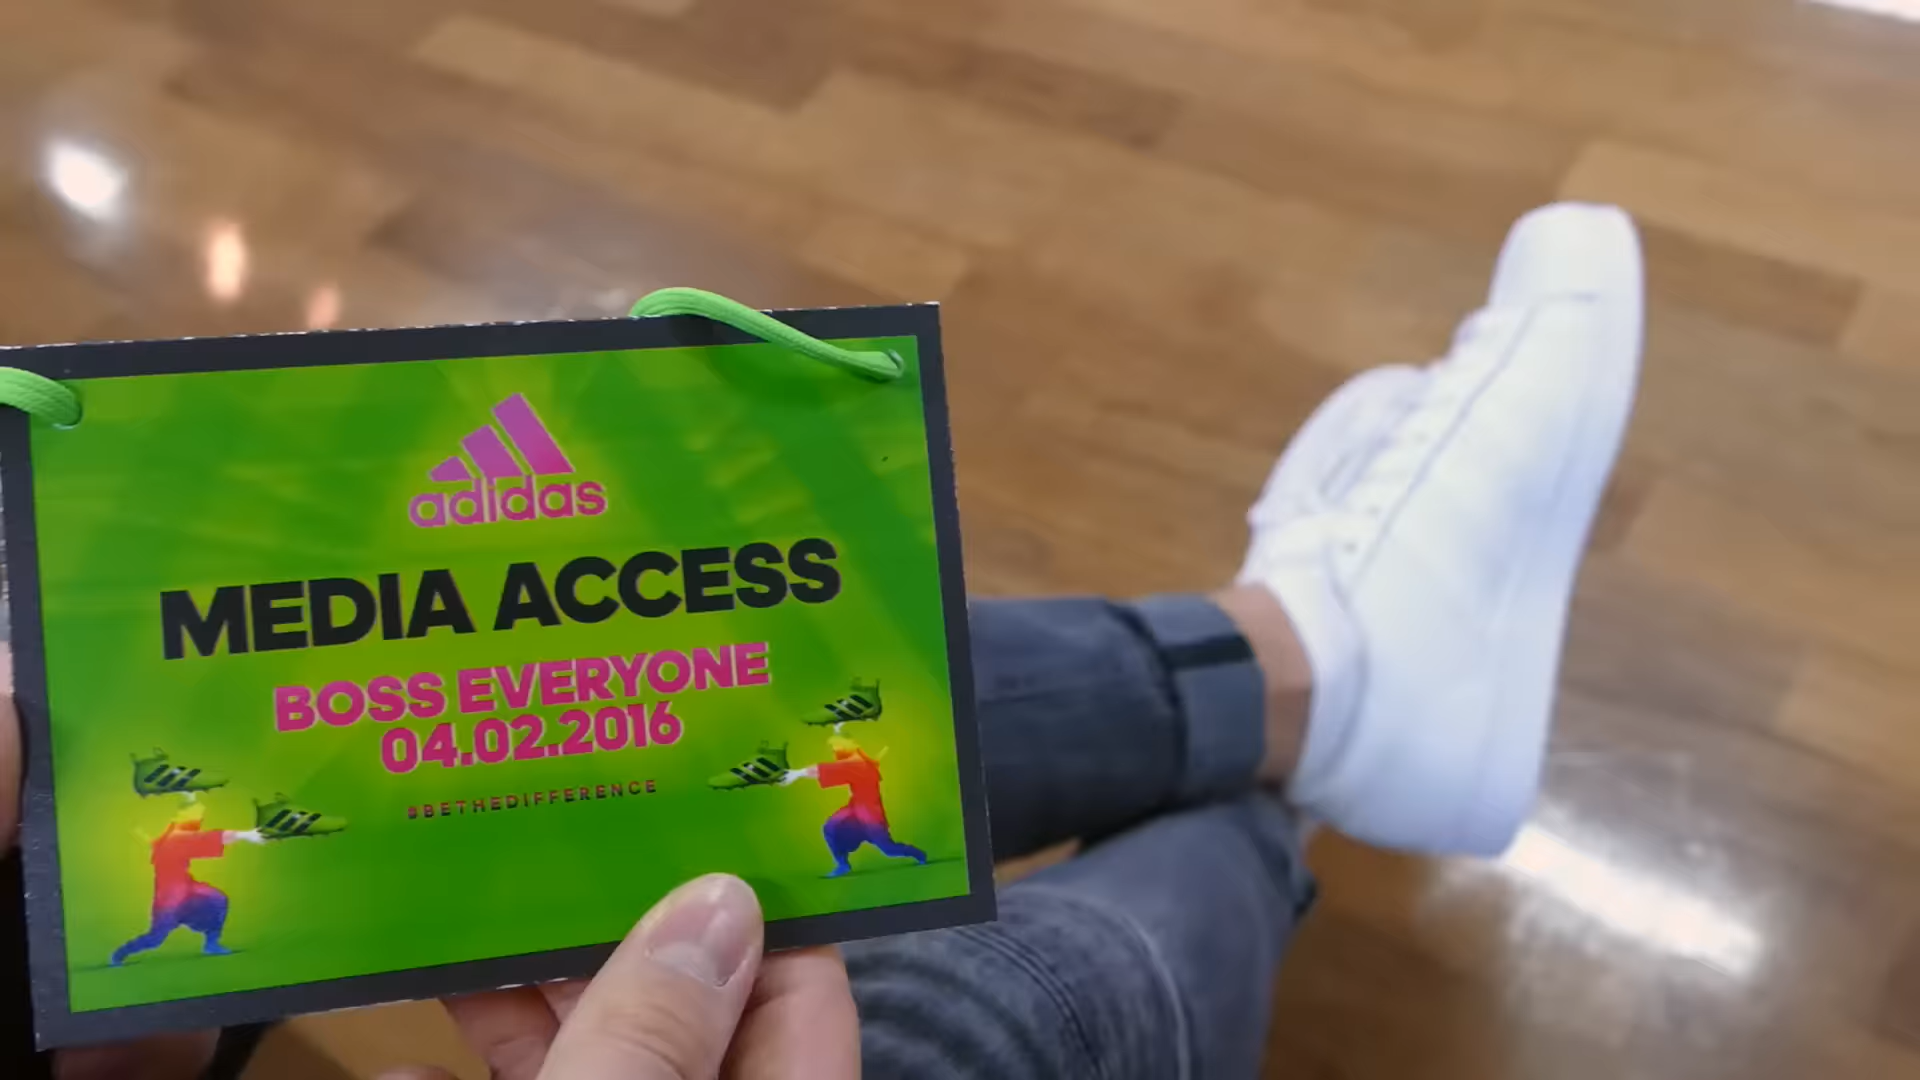 adidas
MEDIA ACCESS
BOSS EVERYONE
04.02.2016
#BETHEDIFFERENCE